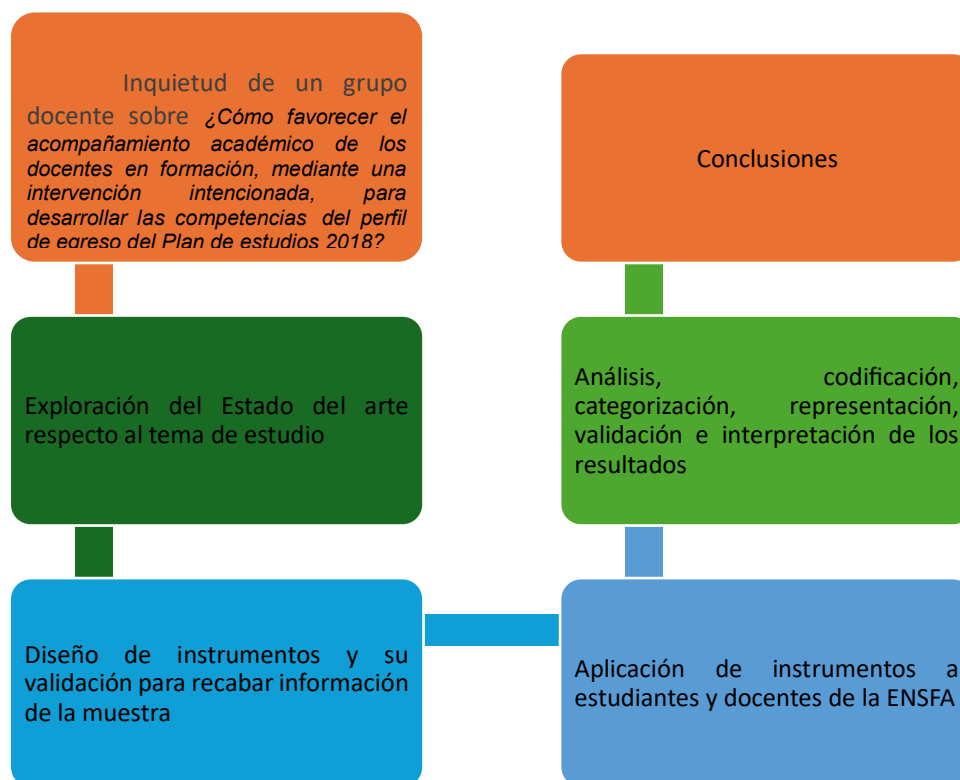 Inquietud de un grupo
docente sobre ¿Cómo favorecer el
acompañamiento académico de los
docentes en formación, mediante una
intervención intencionada, para
desarrollar las competencias del perfil
de egreso del Plan de estudios 2018?
Exploración del Estado del arte
respecto al tema de estudio
Diseño de instrumentos y su
validación para recabar información
de la muestra
Aplicación de instrumentos a
estudiantes y docentes de la ENSFA
Análisis, codificación,
categorización, representación,
validación e interpretación de los
resultados
Conclusiones